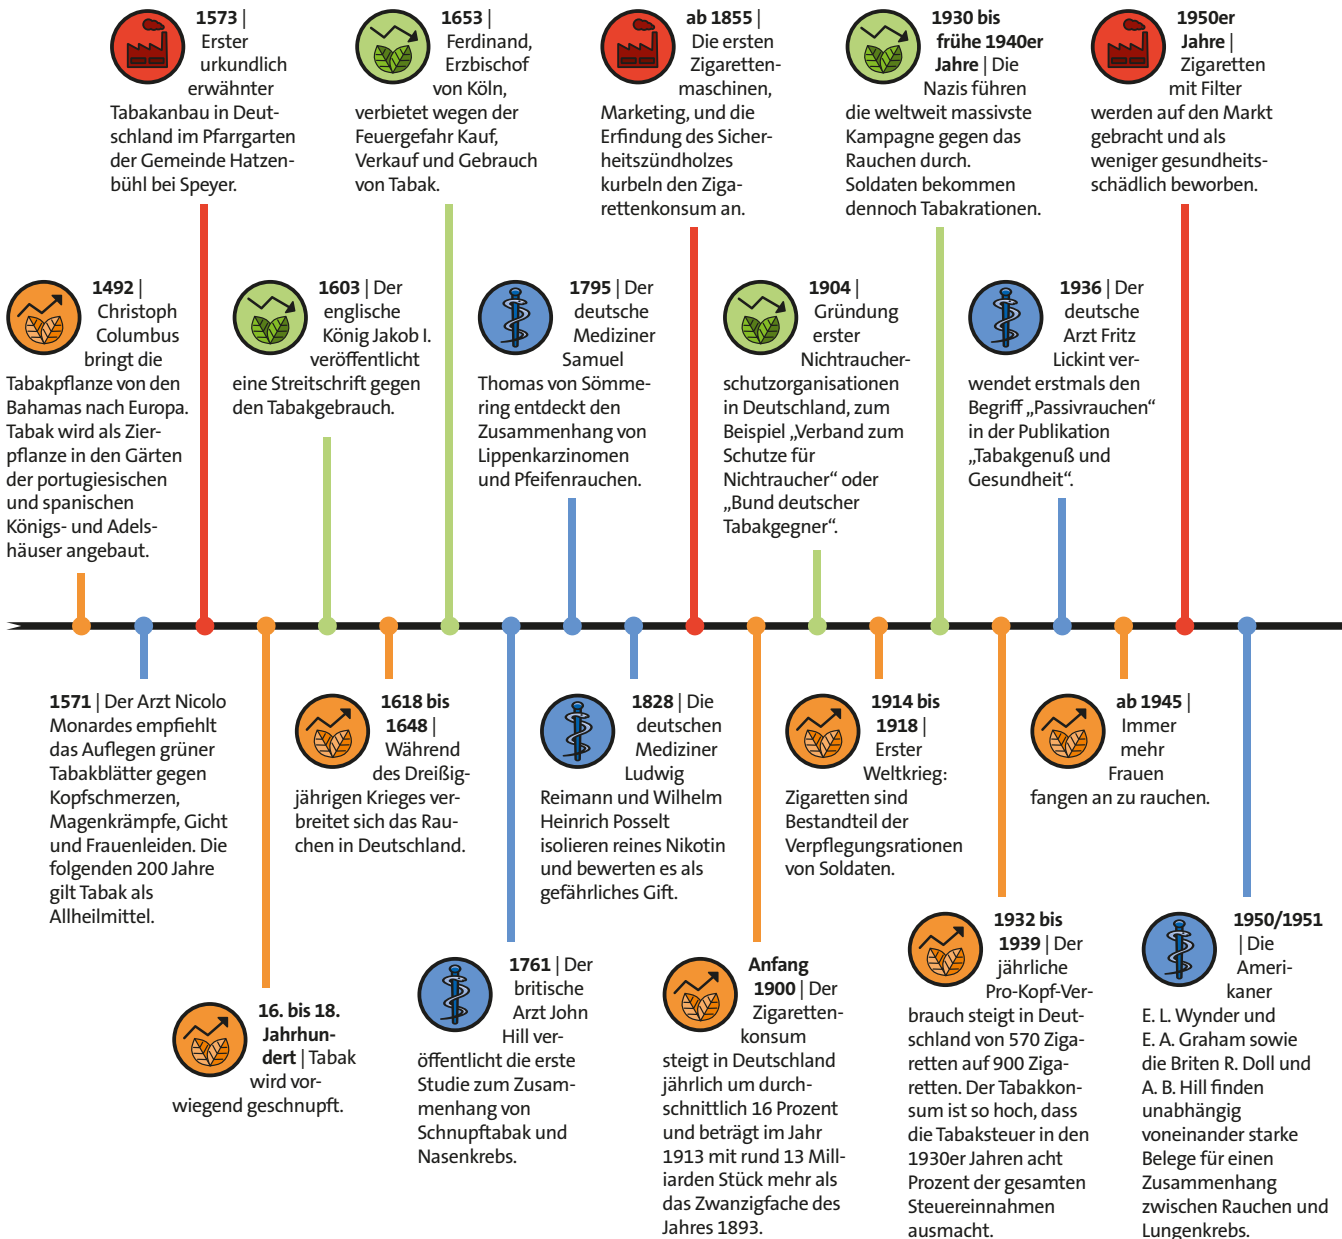 1573 |
Erster
urkundlich
erwähnter
Tabakanbau in Deut-
schland im Pfarrgarten
der Gemeinde Hatzen-
bühl bei Speyer.
1653 |
Ferdinand,
Erzbischof
von Köln,
verbietet wegen der
Feuergefahr Kauf,
Verkauf und Gebrauch
von Tabak.
ab 1855 |
Die ersten
Zigaretten-
maschinen,
Marketing, und die
Erfindung des Sicher-
heitszündholzes
kurbeln den Ziga-
rettenkonsum an.
1930 bis
frühe 1940er
Jahre | Die
Nazis führen
die weltweit massivste
Kampagne gegen das
Rauchen durch.
Soldaten bekommen
dennoch Tabakrationen.
1950er
Jahre |
Zigaretten
mit Filter
werden auf den Markt
gebracht und als
weniger gesundheits-
schädlich beworben.
1492 |
Christoph
Columbus
bringt die
Tabakpflanze von den
Bahamas nach Europa.
Tabak wird als Zier-
pflanze in den Gärten
der portugiesischen
und spanischen
Königs- und Adels-
häuser angebaut.
1603 | Der
englische
König Jakob I.
veröffentlicht
eine Streitschrift gegen
den Tabakgebrauch.
1795 | Der
deutsche
Mediziner
Samuel
Thomas von Sömme-
ring entdeckt den
Zusammenhang von
Lippenkarzinomen
und Pfeifenrauchen.
1904 |
Gründung
erster
Nichtraucher-
schutzorganisationen
in Deutschland, zum
Beispiel „Verband zum
Schutze für
Nichtraucher“ oder
„Bund deutscher
Tabakgegner“.
1936 | Der
deutsche
Arzt Fritz
Lickint ver-
wendet erstmals den
Begriff „Passivrauchen“
in der Publikation
„Tabakgenuß und
Gesundheit“.
1571 | Der Arzt Nicolo
Monardes empfiehlt
das Auflegen grüner
Tabakblätter gegen
Kopfschmerzen,
Magenkrämpfe, Gicht
und Frauenleiden. Die
folgenden 200 Jahre
gilt Tabak als
Allheilmittel.
16. bis 18.
Jahrhun-
dert | Tabak
wird vor-
wiegend geschnupft.
1618 bis
1648 |
Während
des Dreißig-
jährigen Krieges ver-
breitet sich das Rau-
chen in Deutschland.
1761 | Der
britische
Arzt John
Hill ver-
öffentlicht die erste
Studie zum Zusam-
menhang von
Schnupftabak und
Nasenkrebs.
1828 | Die
deutschen
Mediziner
Ludwig
Reimann und Wilhelm
Heinrich Posselt
isolieren reines Nikotin
und bewerten es als
gefährliches Gift.
Anfang
1900 | Der
Zigaretten-
konsum
steigt in Deutschland
jährlich um durch-
schnittlich 16 Prozent
und beträgt im Jahr
1913 mit rund 13 Mill-
iarden Stück mehr als
das Zwanzigfache des
Jahres 1893.
1914 bis
1918 |
Erster
Weltkrieg:
Zigaretten sind
Bestandteil der
Verpflegungsrationen
von Soldaten.
1932 bis
1939 | Der
jährliche
Pro-Kopf-Ver-
brauch steigt in Deut-
schland von 570 Ziga-
retten auf 900 Ziga-
retten. Der Tabakkon-
sum ist so hoch, dass
die Tabaksteuer in den
1930er Jahren acht
Prozent der gesamten
Steuereinnahmen
ausmacht.
ab 1945 |
Immer
mehr
Frauen
fangen an zu rauchen.
1950/1951
| Die
Ameri-
kaner
E. L. Wynder und
E. A. Graham sowie
die Briten R. Doll und
A. B. Hill finden
unabhängig
voneinander starke
Belege für einen
Zusammenhang
zwischen Rauchen und
Lungenkrebs.